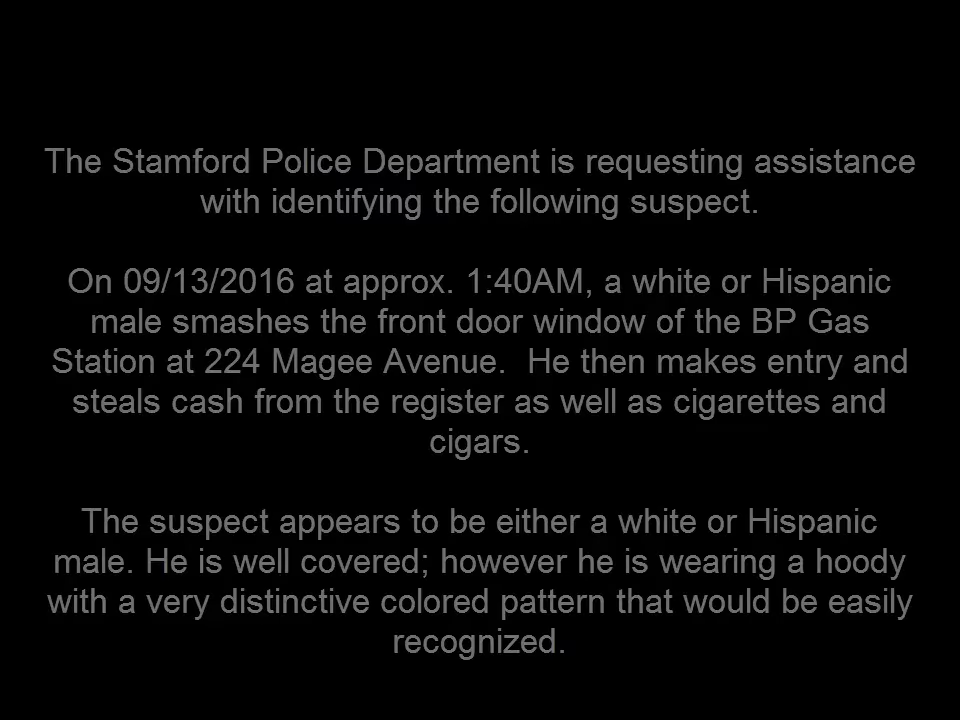 The Stamford Police Department is requesting assistance
with identifying the following suspect.
On 09/13/2016 at approx. 1:40AM, a white or Hispanic
male smashes the front door window of the BP Gas
Station at 224 Magee Avenue.  He then makes entry and
steals cash from the register as well as cigarettes and
cigars.
The suspect appears to be either a white or Hispanic
male. He is well covered; however he is wearing a hoody
with a very distinctive colored pattern that would be easily
recognized.